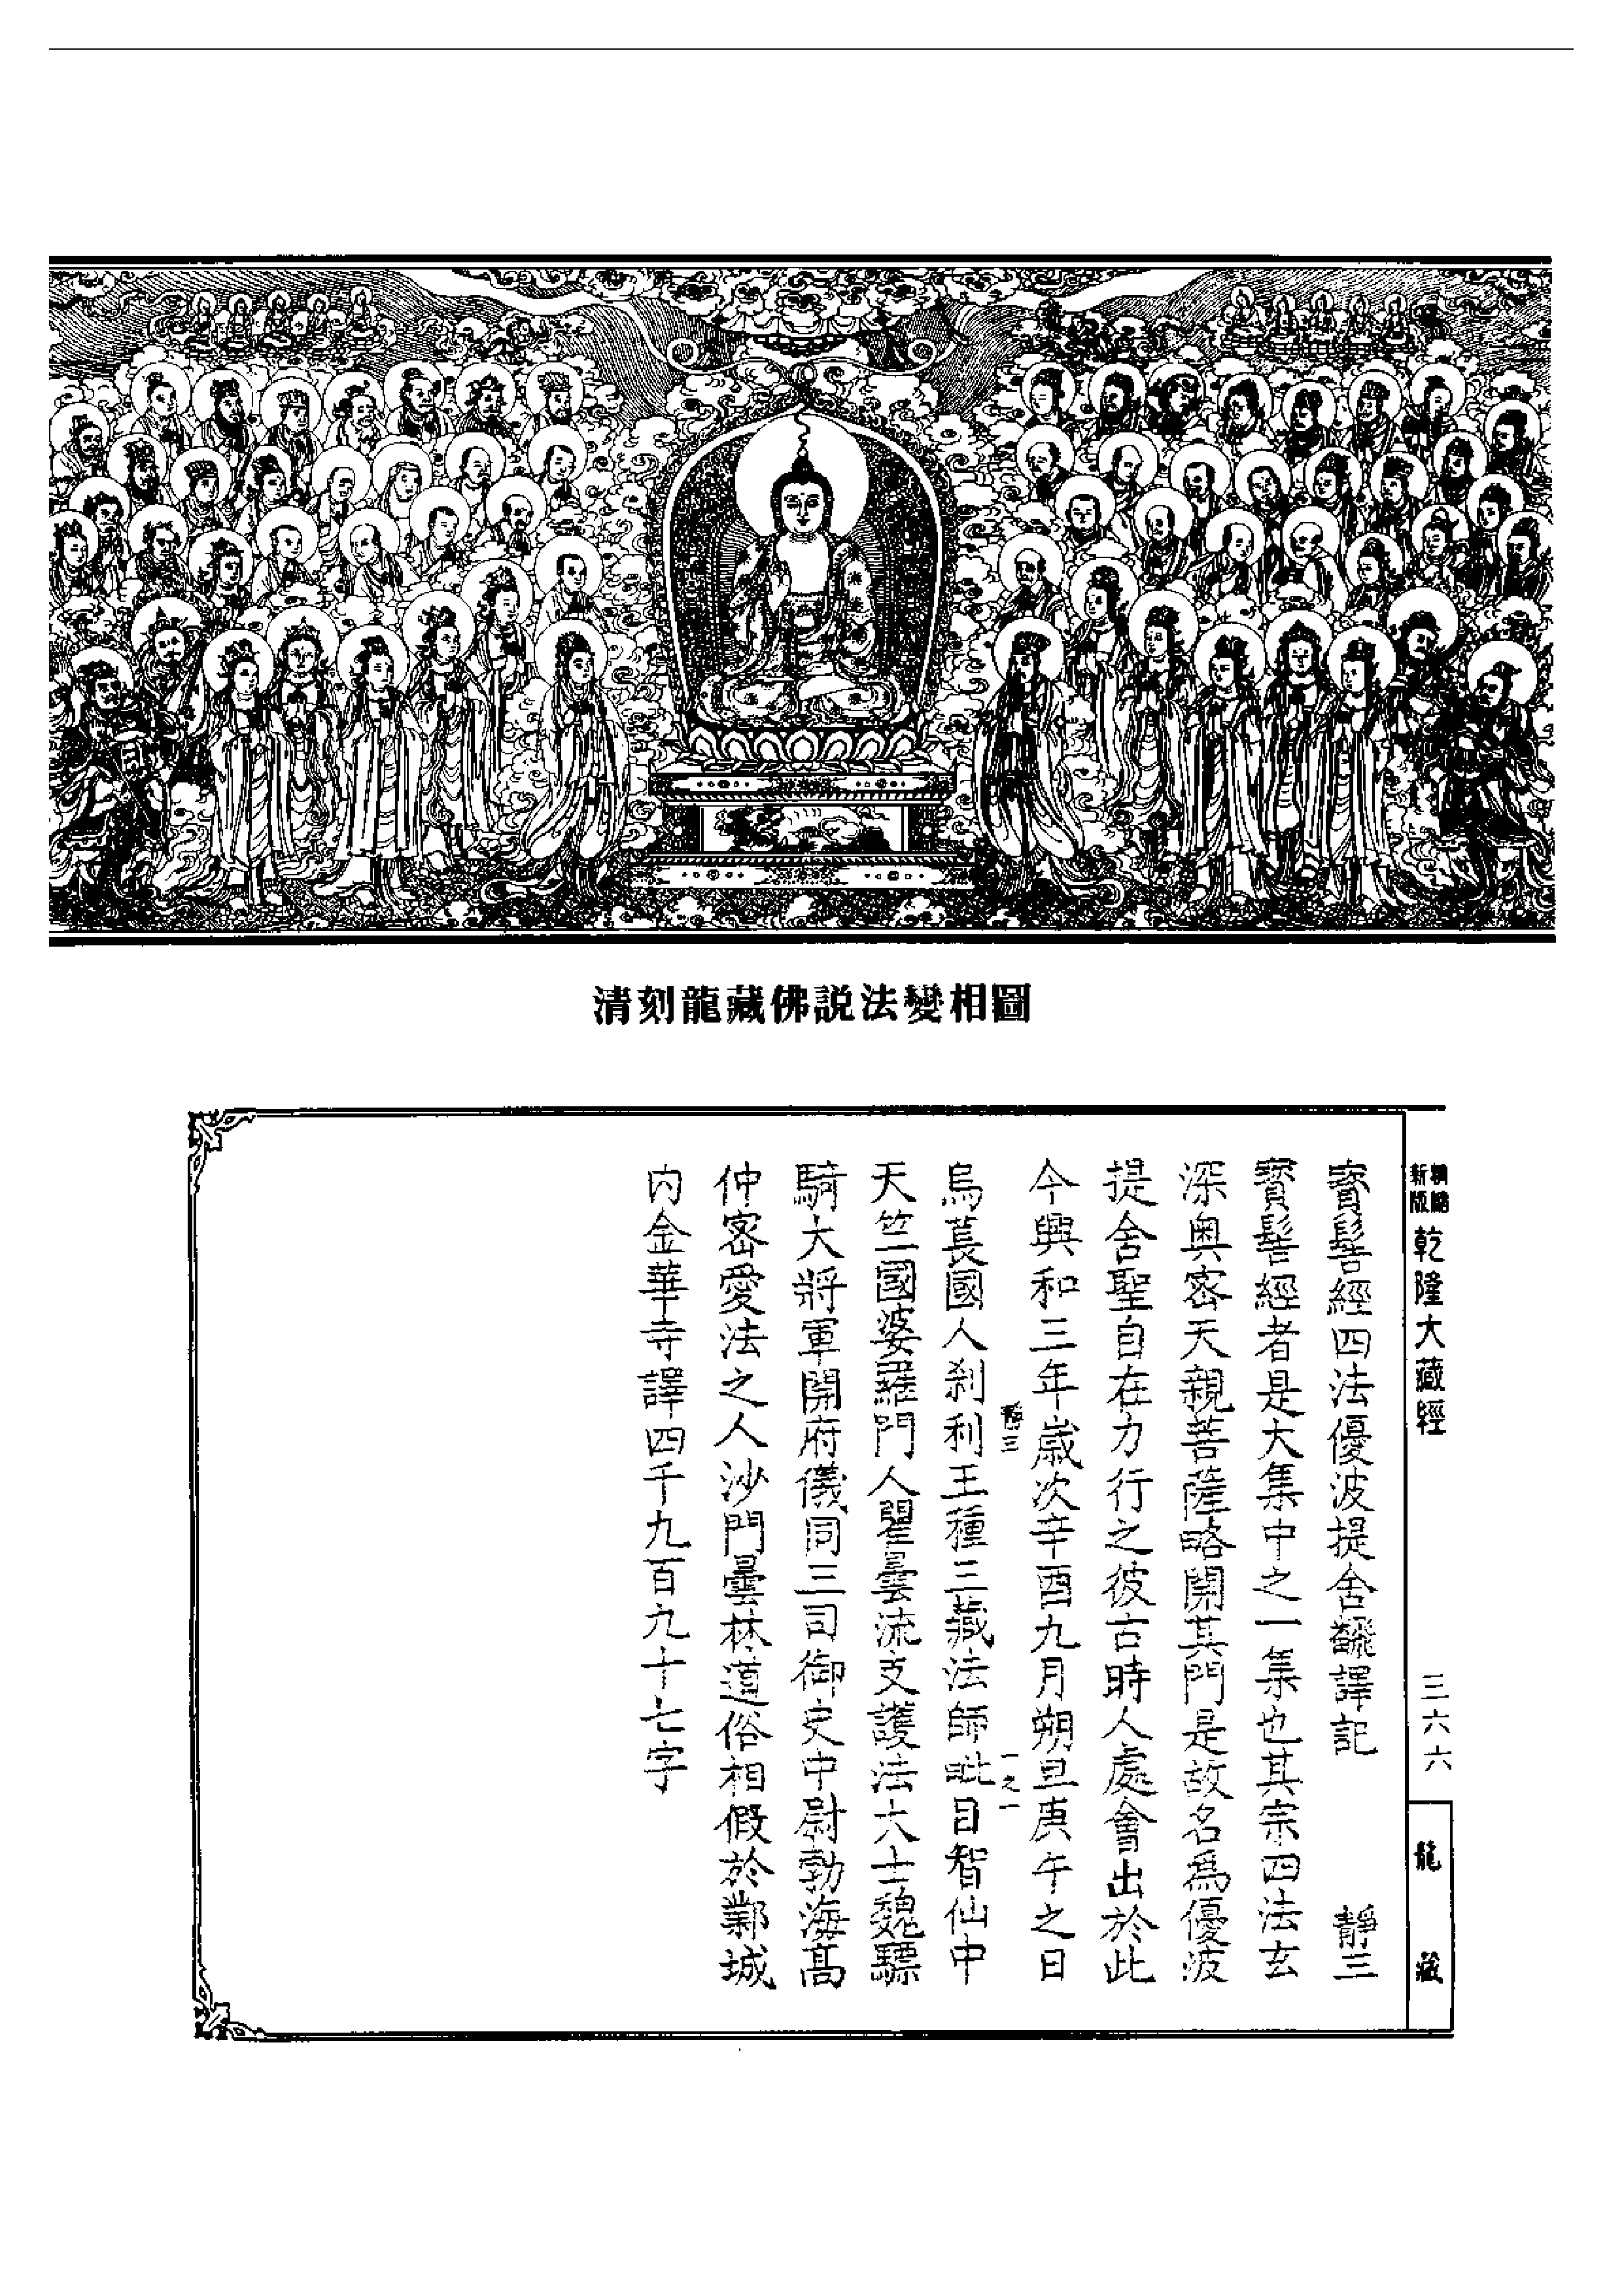 清刻龍藏佛説法變相圖
新版
精縮
乾隆大藏經
三六六
龍藏
寳髻經四法優波提舍翻譯記 靜三
寳髻經者是大集中之一集也其宗四法玄
深奥密天親菩薩略開其門是故名爲優波
提舍聖自在力行之彼古時人處會出於此
今興和三年歲次辛酉九月朔旦庚午之日
靜三
一之一
烏萇國人刹利王種三藏法師毗目智仙中
天竺國婆羅門人瞿曇流支護法大士魏驃
騎大將軍開府儀同三司御史中尉勃海髙
仲密愛法之人沙門曇林道俗相假於鄴城
内金華寺譯四千九百九十七字